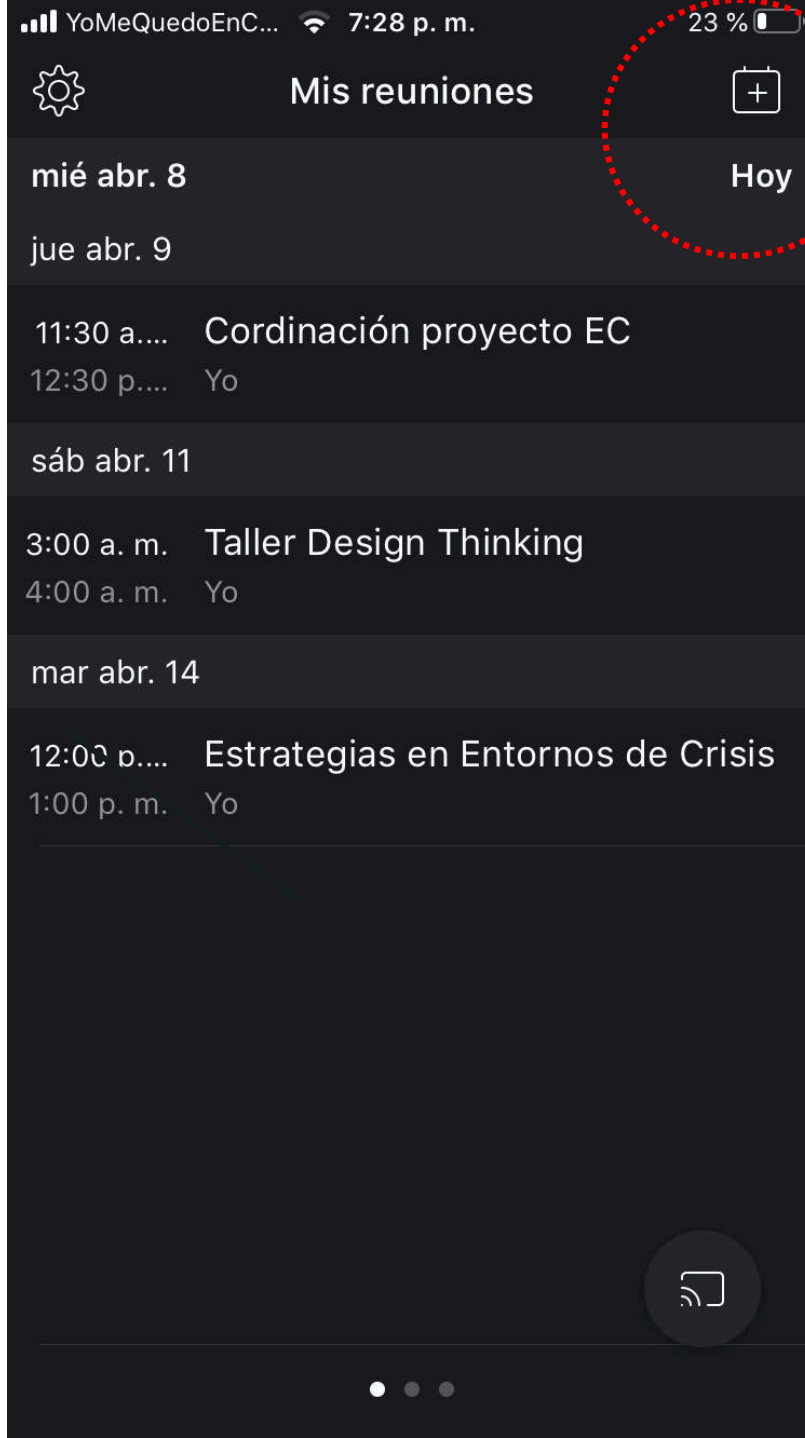 YoMeQuedoEnC... 7:28 p. m. 23 %
Mis reuniones
mié abr. 8 Hoy
jue abr. 9
11:30 a.... Cordinación proyecto EC
12:30 p.... Yo
sáb abr. 11
3:00 a. m. Taller Design Thinking
4:00 a. m. Yo
mar abr. 14
12:00 p.... Estrategias en Entornos de Crisis
1:00 p. m. Yo